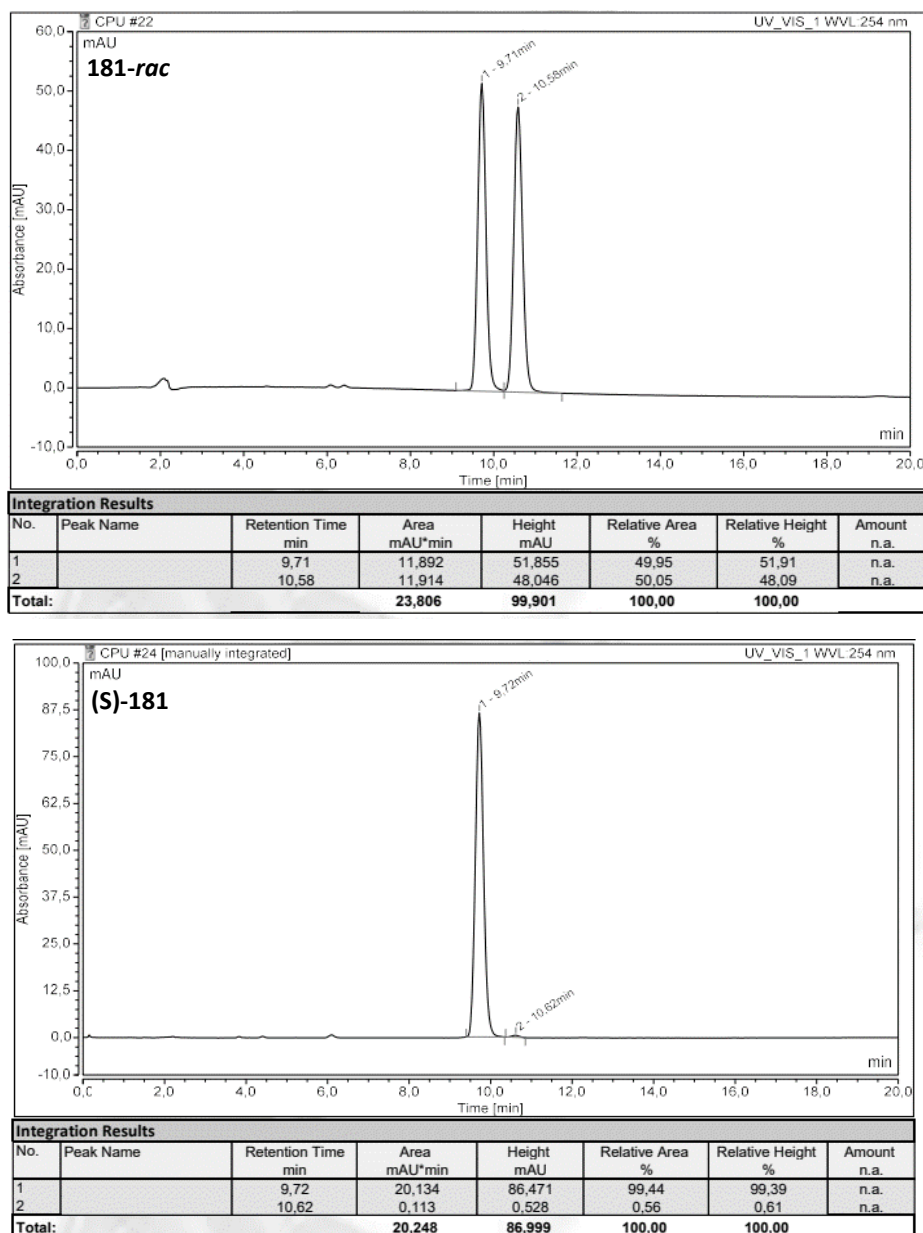 CPU #22 UV_VIS_1 WVL:254 nm
60,0
mAU
181-rac
1 - 9,71min
2 - 10,58min
50,0
40,0
30,0
20,0
10,0
0,0
-10,0
Absorbance [mAU]
min
0,0 2,0 4,0 6,0 8,0 10,0 12,0 14,0 16,0 18,0 20,0
Time [min]
Integration Results
No. Peak Name Retention Time Area Height Relative Area Relative Height Amount
min mAU*min mAU % % n.a.
1 9,71 11,892 51,855 49,95 51,91 n.a.
2 10,58 11,914 48,046 50,05 48,09 n.a.
Total: 23,806 99,901 100,00 100,00
CPU #24 [manually integrated] UV_VIS_1 WVL:254 nm
100,0
mAU
(S)-181
1 - 9,72min
87,5
75,0
62,5
50,0
37,5
25,0
12,5
2 - 10,62min
0,0
-10,0
Absorbance [mAU]
min
0,0 2,0 4,0 6,0 8,0 10,0 12,0 14,0 16,0 18,0 20,0
Time [min]
Integration Results
No. Peak Name Retention Time Area Height Relative Area Relative Height Amount
min mAU*min mAU % % n.a.
1 9,72 20,134 86,471 99,44 99,39 n.a.
2 10,62 0,113 0,528 0,56 0,61 n.a.
Total: 20,248 86,999 100,00 100,00